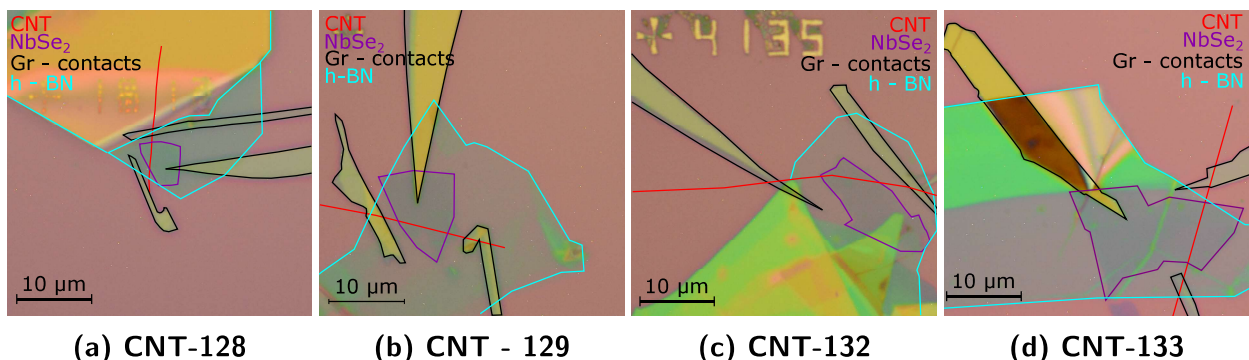 CNT
NbSe₂
Gr - contacts
h - BN
10 µm
(a) CNT-128
CNT
NbSe₂
Gr - contacts
h-BN
10 µm
(b) CNT - 129
4135
CNT
NbSe₂
Gr - contacts
h - BN
10 µm
(c) CNT-132
CNT
NbSe₂
Gr - contacts
h - BN
10 µm
(d) CNT-133